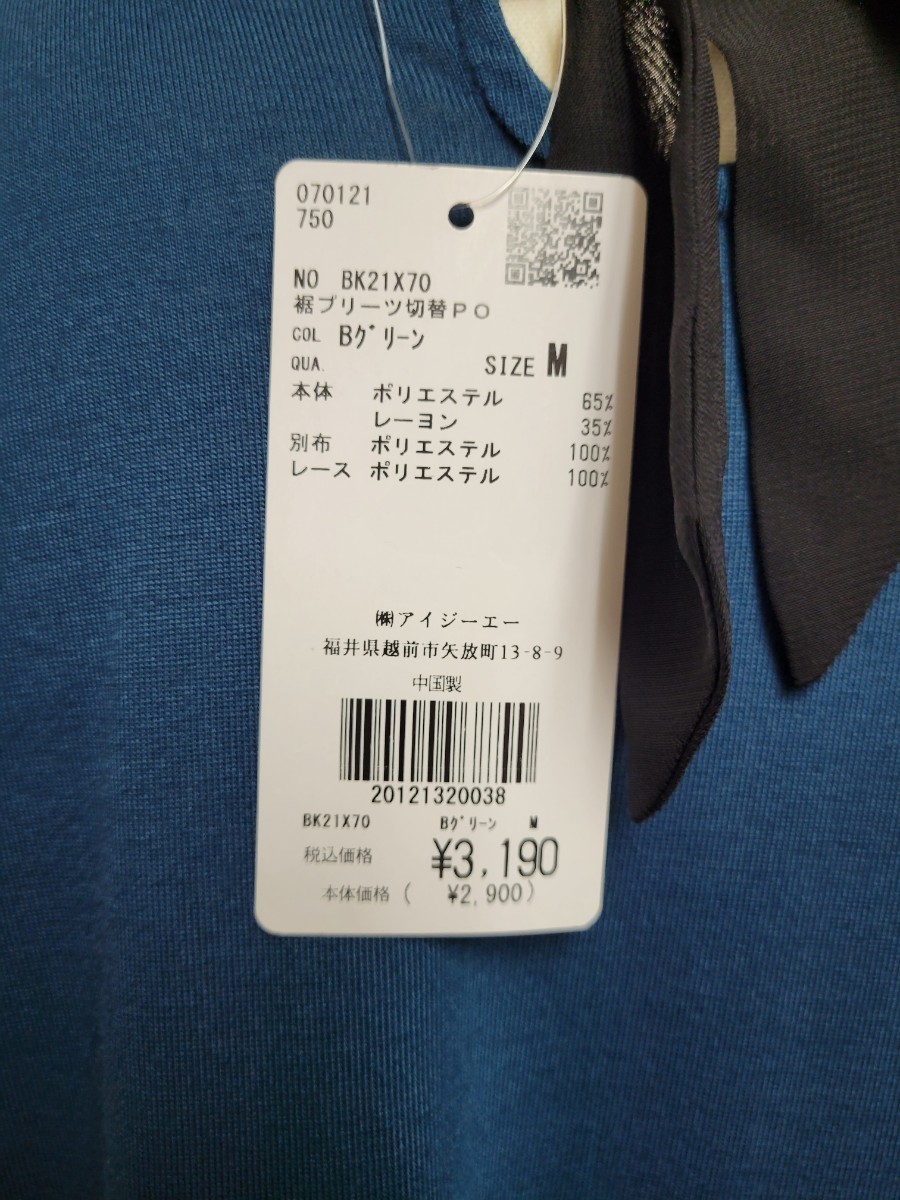 070121
750
NO BK21X70
裾プリーツ切替PO
COL Bグリーン
QUA. SIZE M
本体 ポリエステル 65%
レーヨン 35%
別布 ポリエステル 100%
レース ポリエステル 100%
㈱アイジーエー
福井県越前市矢放町13-8-9
中国製
20121320038
BK21X70 Bグリーン M
税込価格 ¥3,190
本体価格( ¥2,900)